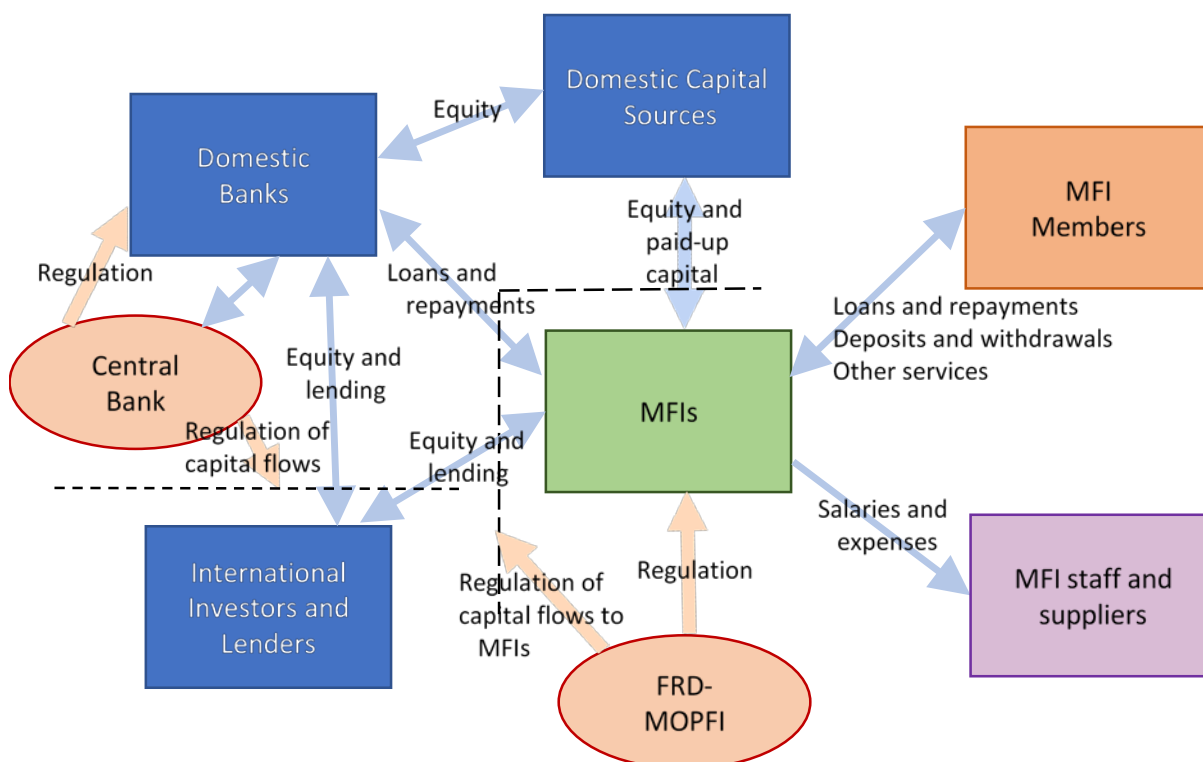 Domestic Capital
Sources
Equity
Domestic
Banks
MFI
Members
Equity and
paid-up
capital
Regulation
Loans and
repayments
Loans and repayments
Deposits and withdrawals
Other services
Central
Bank
Equity and
lending
MFIs
Regulation of
capital flows
Equity and
lending
Salaries and
expenses
International
Investors and
Lenders
Regulation of
capital flows to
MFIs
Regulation
MFI staff and
suppliers
FRD-
MOPFI